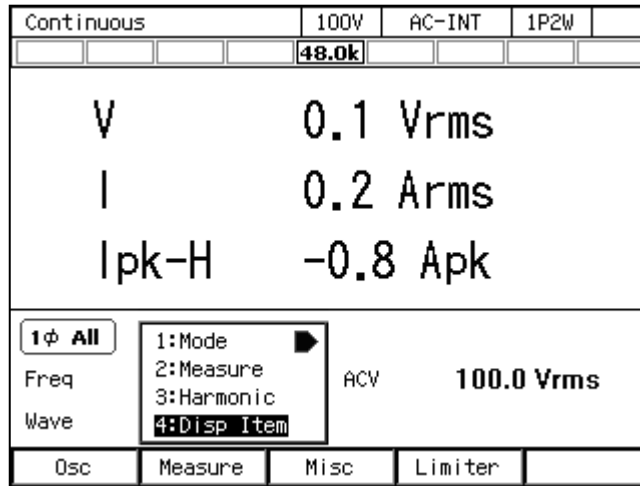 Continuous 100V AC-INT 1P2W
48.0k
V 0.1 Vrms
I 0.2 Arms
Ipk-H -0.8 Apk
1ϕ All
Freq
Wave
1:Mode
2:Measure
3:Harmonic
4:Disp Item
ACV 100.0 Vrms
Osc Measure Misc Limiter